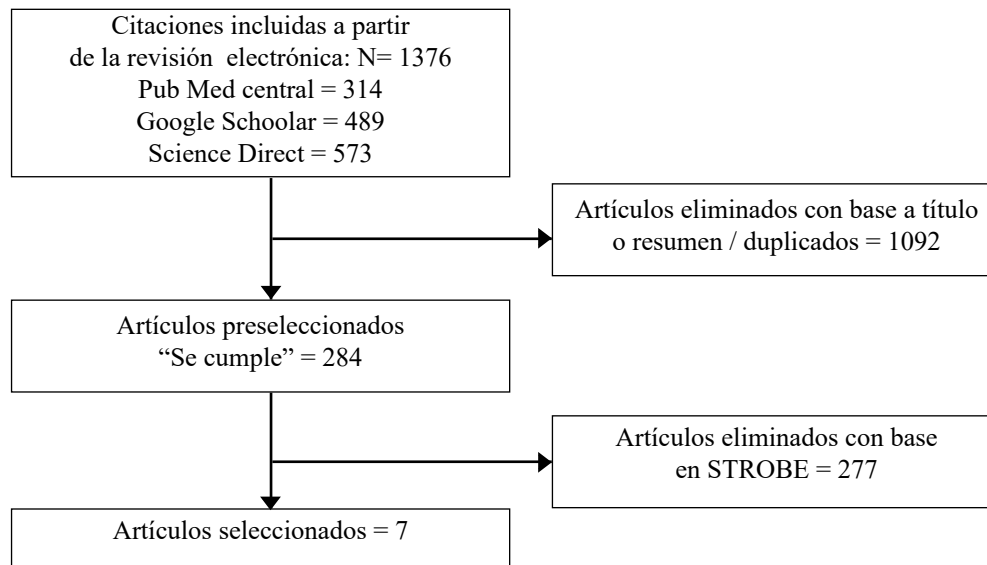 Citaciones incluidas a partir
de la revisión electrónica: N= 1376
Pub Med central = 314
Google Schoolar = 489
Science Direct = 573
Artículos eliminados con base a título
o resumen / duplicados = 1092
Artículos preseleccionados
“Se cumple” = 284
Artículos eliminados con base
en STROBE = 277
Artículos seleccionados = 7